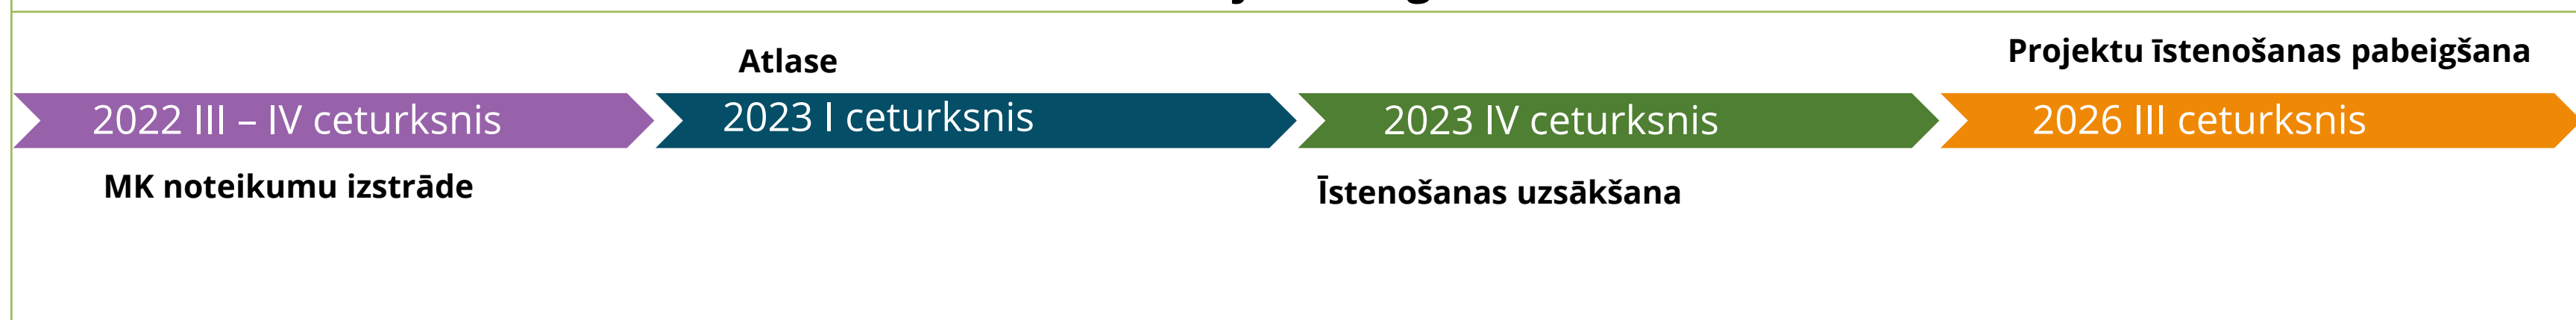 Atlase
Projektu īstenošanas pabeigšana
2022 III – IV ceturksnis
2023 I ceturksnis
2023 IV ceturksnis
2026 III ceturksnis
MK noteikumu izstrāde
Īstenošanas uzsākšana